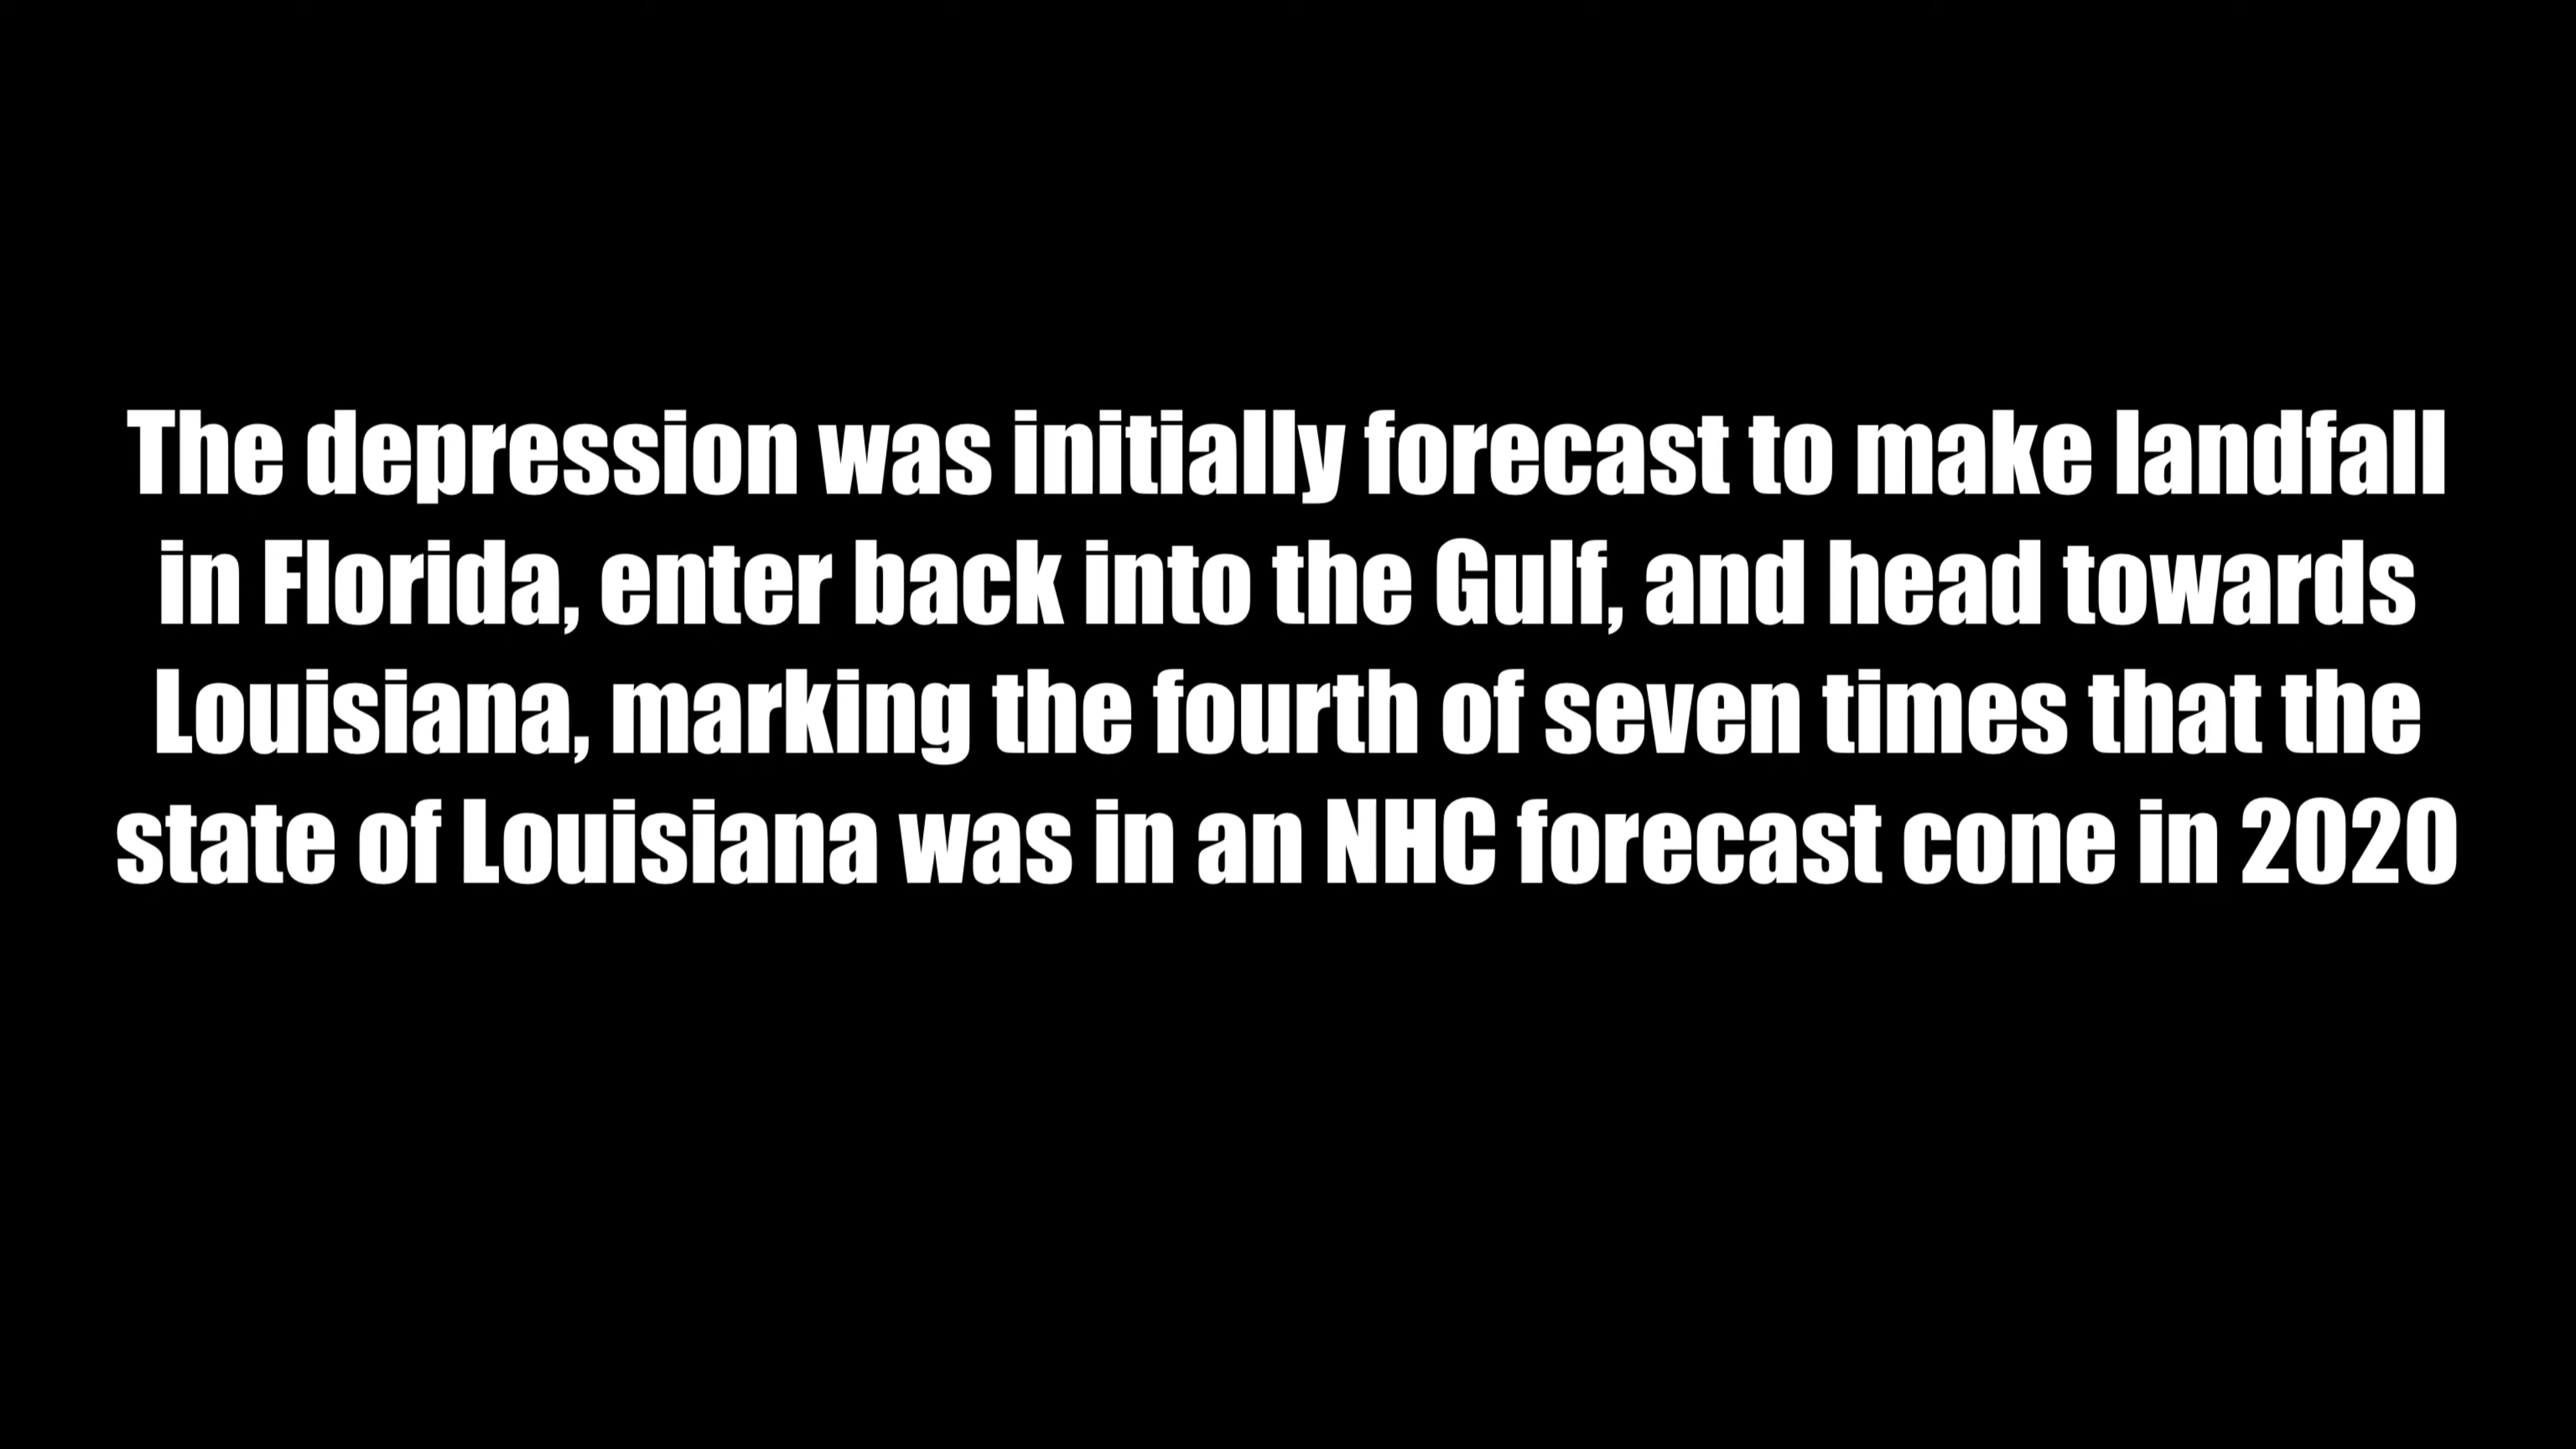 The depression was initially forecast to make landfall
in Florida, enter back into the Gulf, and head towards
Louisiana, marking the fourth of seven times that the
state of Louisiana was in an NHC forecast cone in 2020